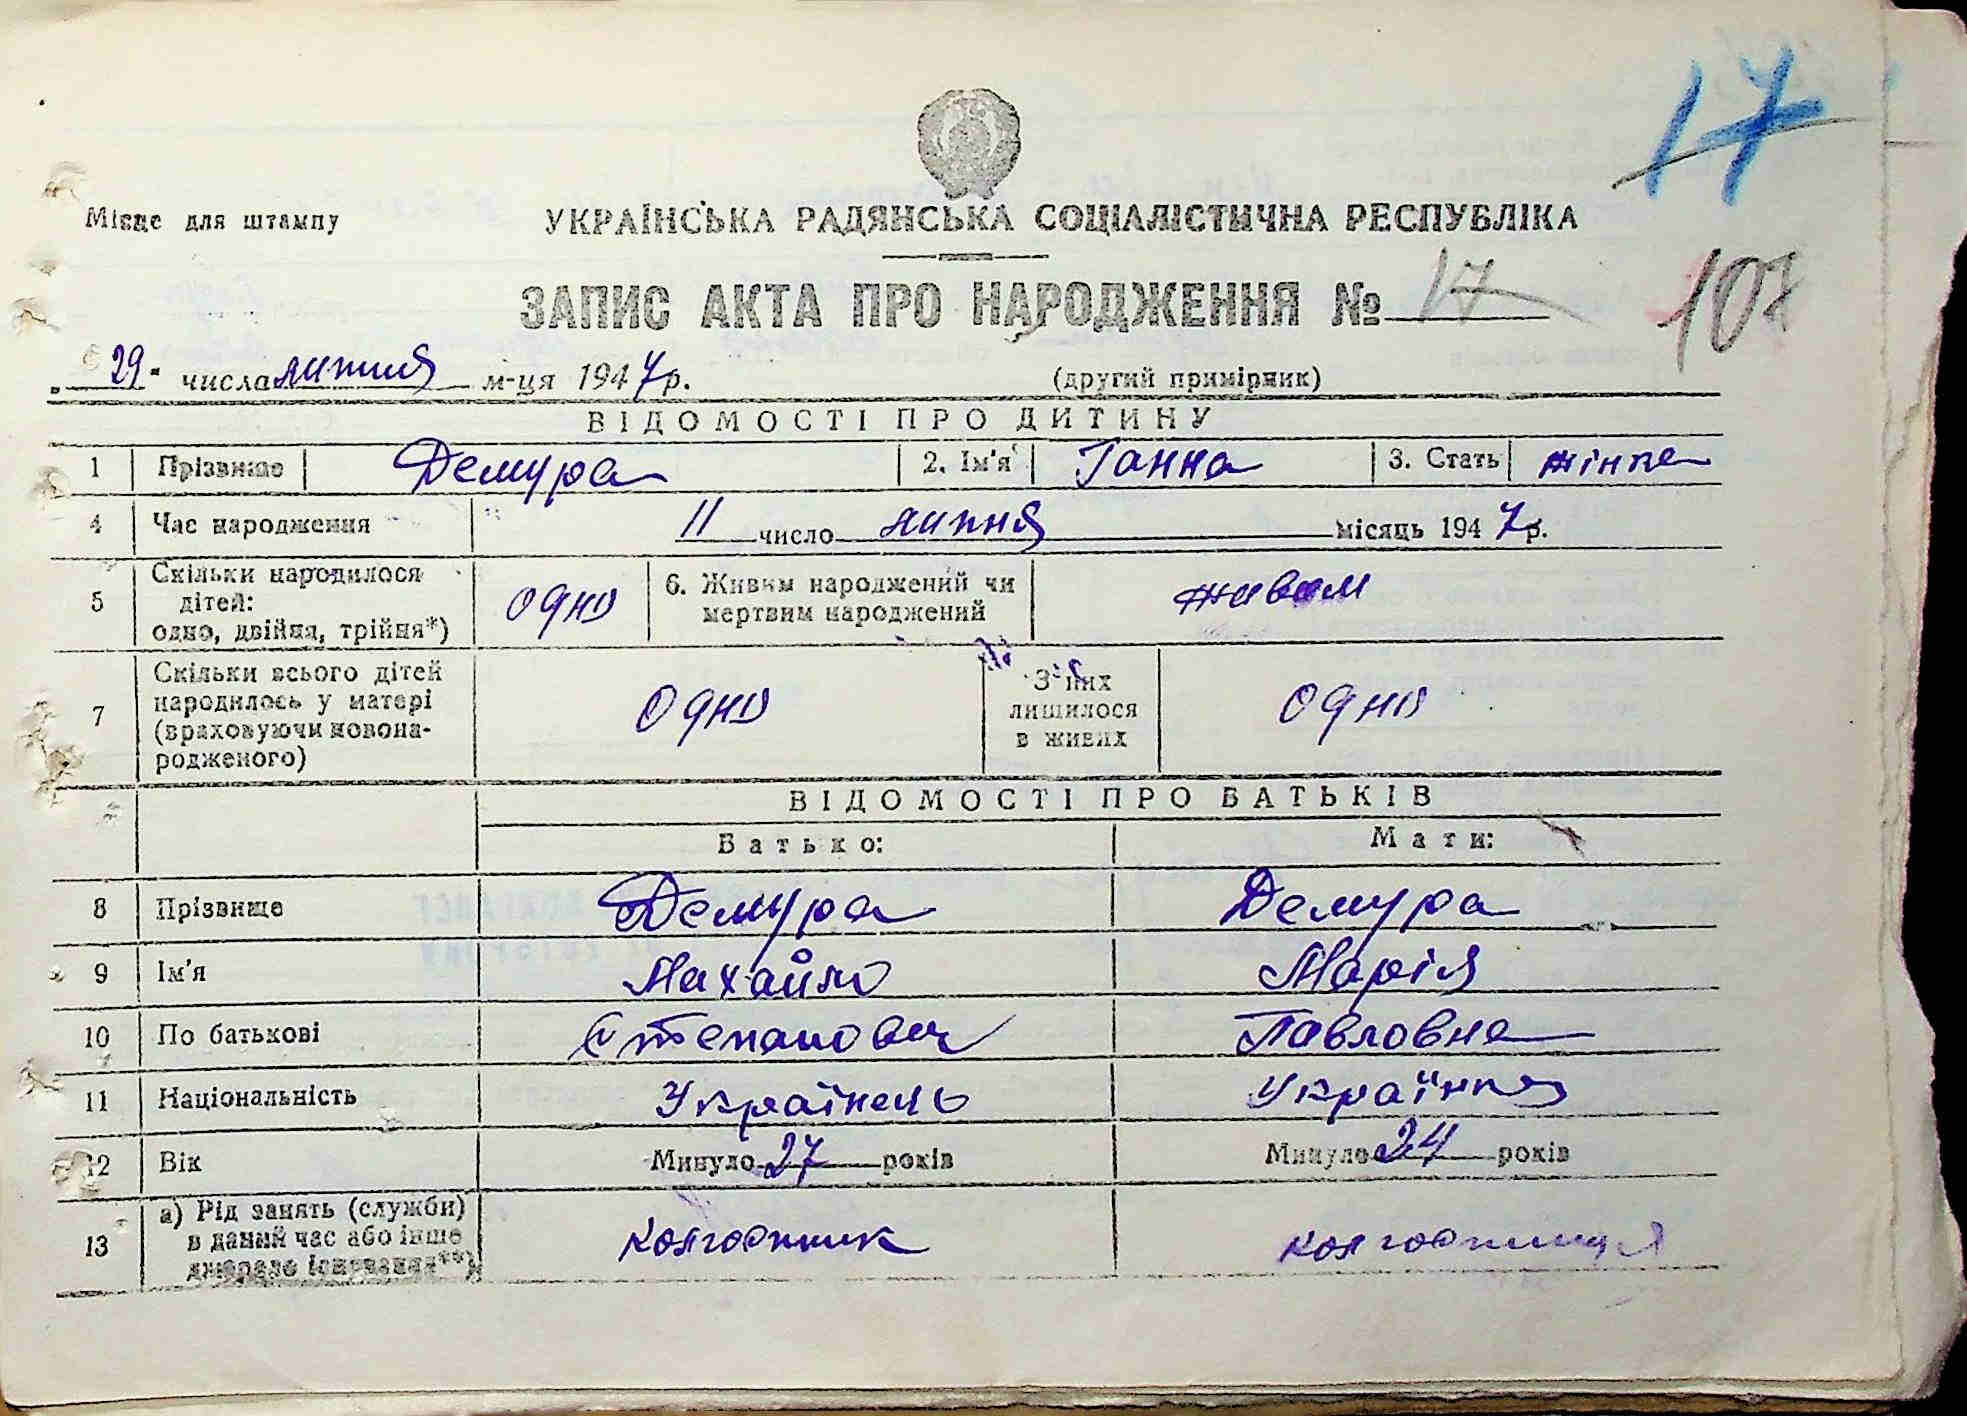 17
Місце для штампу
УКРАЇНСЬКА РАДЯНСЬКА СОЦІАЛІСТИЧНА РЕСПУБЛІКА
ЗАПИС АКТА ПРО НАРОДЖЕННЯ № 17
107
„29" числа липня м-ця 1947р.
(другий примірник)
ВІДОМОСТІ ПРО ДИТИНУ
1 Прізвище Демура 2. Ім'я Ганна 3. Стать жінка
4 Час народження 11 число липня місяць 1947р.
5 Скільки народилося дітей: одно, двійня, трійня*) одно 6. Живим народжений чи мертвим народжений живим
7 Скільки всього дітей народилось у матері (враховуючи новонародженого) одно З них лишилося в живих одно
ВІДОМОСТІ ПРО БАТЬКІВ
Батько: Мати:
8 Прізвище Демура Демура
9 Ім'я Михайло Марія
10 По батькові Степанович Павловна
11 Національність Українець Українка
12 Вік Минуло 27 років Минуло 24 років
13 а) Рід занять (служби) в даний час або інше джерело існування**) колгоспник колгоспниця